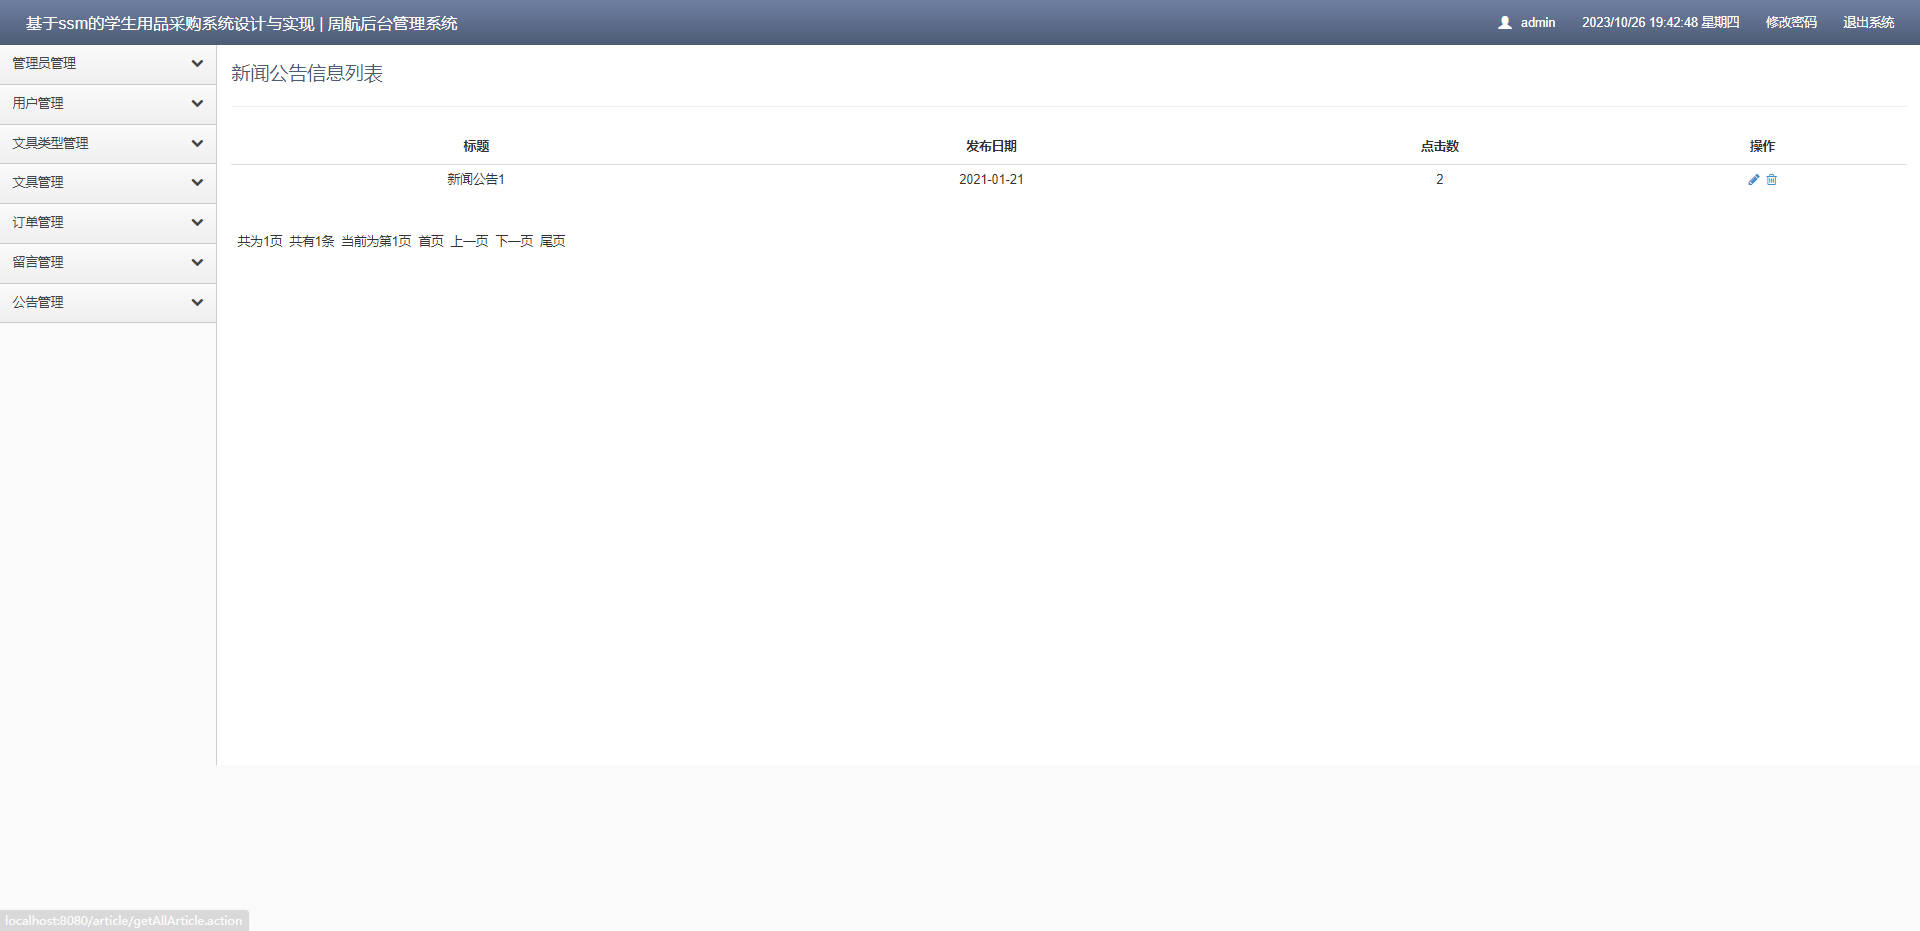 基于ssm的学生用品采购系统设计与实现 | 周航后台管理系统 admin 2023/10/26 19:42:48 星期四 修改密码 退出系统
管理员管理
用户管理
文具类型管理
文具管理
订单管理
留言管理
公告管理
新闻公告信息列表
标题 发布日期 点击数 操作
新闻公告1 2021-01-21 2
共为1页 共有1条 当前为第1页 首页 上一页 下一页 尾页
localhost:8080/article/getAllArticle.action